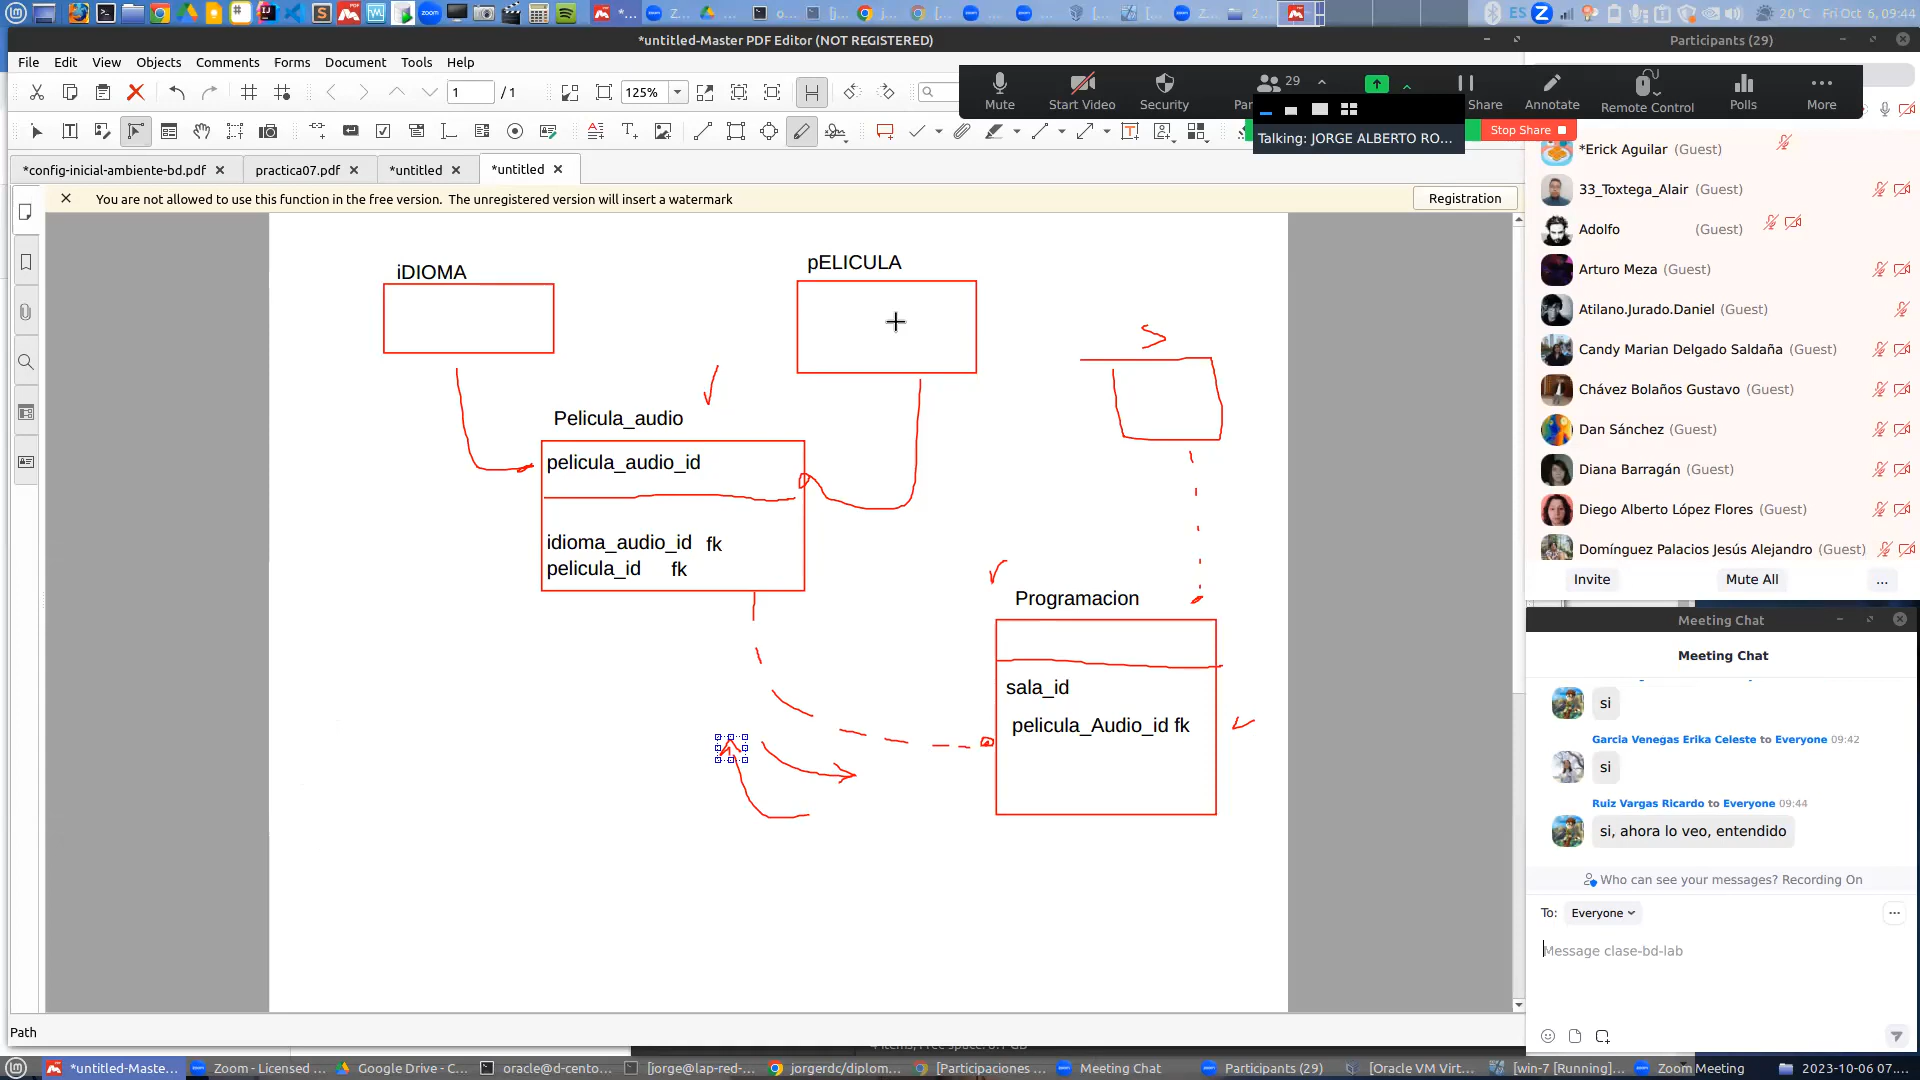 ES
20 °C
Fri Oct 6, 09:44
*untitled-Master PDF Editor (NOT REGISTERED)
Participants (29)
File Edit View Objects Comments Forms Document Tools Help
1 / 1
125%
Mute
Start Video
Security
29
Share
Annotate
Remote Control
Polls
More
Talking: JORGE ALBERTO RO...
Stop Share
*config-inicial-ambiente-bd.pdf
practica07.pdf
*untitled
*untitled
You are not allowed to use this function in the free version. The unregistered version will insert a watermark
Registration
iDIOMA
pELICULA
S
Pelicula_audio
pelicula_audio_id
idioma_audio_id fk
pelicula_id fk
Programacion
sala_id
pelicula_Audio_id fk
*Erick Aguilar (Guest)
33_Toxtega_Alair (Guest)
Adolfo (Guest)
Arturo Meza (Guest)
Atilano.Jurado.Daniel (Guest)
Candy Marian Delgado Saldaña (Guest)
Chávez Bolaños Gustavo (Guest)
Dan Sánchez (Guest)
Diana Barragán (Guest)
Diego Alberto López Flores (Guest)
Domínguez Palacios Jesús Alejandro (Guest)
Invite
Mute All
...
Meeting Chat
Meeting Chat
si
Garcia Venegas Erika Celeste to Everyone 09:42
si
Ruiz Vargas Ricardo to Everyone 09:44
si, ahora lo veo, entendido
Who can see your messages? Recording On
To: Everyone
Message clase-bd-lab
Path
*untitled-Maste...
Zoom - Licensed ...
Google Drive - C...
oracle@d-cento...
[jorge@lap-red-...
jorgerdc/diplom...
[Participaciones ...
Meeting Chat
Participants (29)
[Oracle VM Virt...
[win-7 [Running]...
Zoom Meeting
2023-10-06 07....